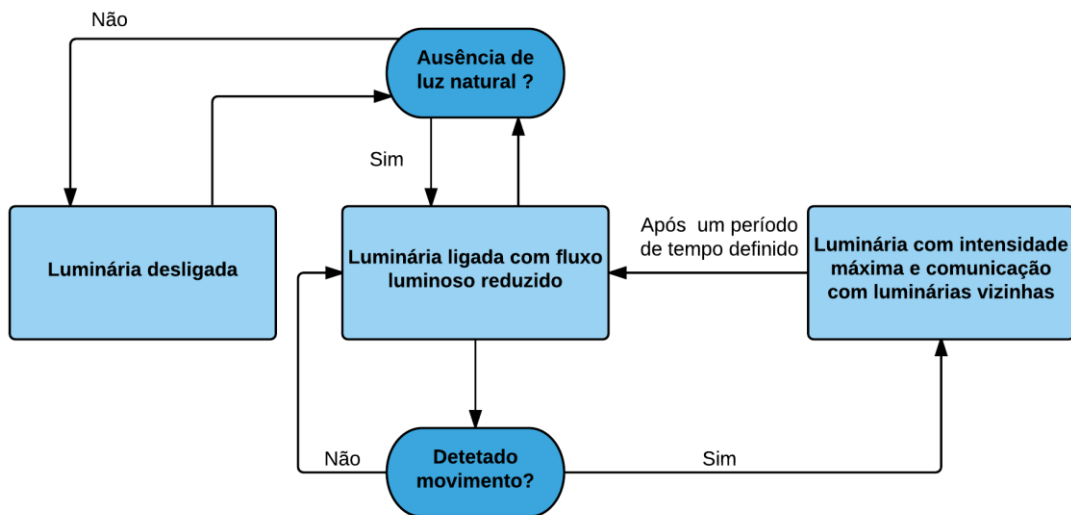 Não
Ausência de
luz natural ?
Sim
Luminária desligada
Luminária ligada com fluxo
luminoso reduzido
Após um período
de tempo definido
Luminária com intensidade
máxima e comunicação
com luminárias vizinhas
Não
Detetado
movimento?
Sim